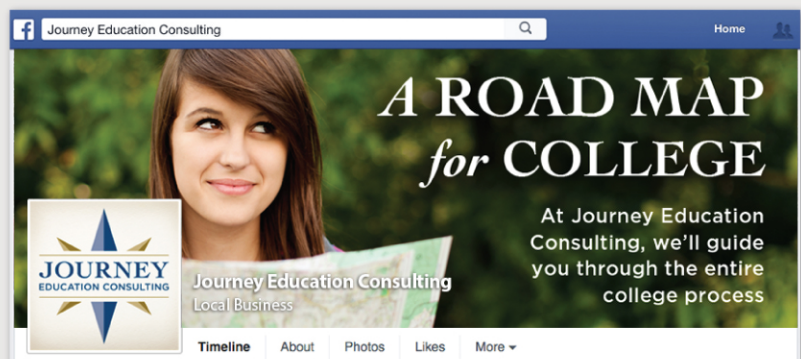 f
Journey Education Consulting
Home
A ROAD MAP
for COLLEGE
At Journey Education
Consulting, we'll guide
you through the entire
college process
JOURNEY
EDUCATION CONSULTING
Journey Education Consulting
Local Business
Timeline
About
Photos
Likes
More